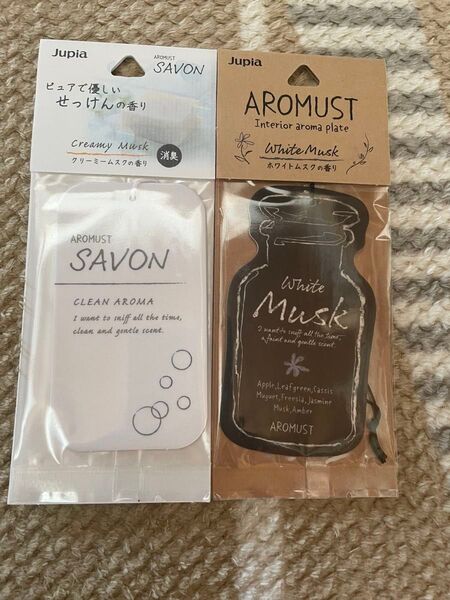 Jupia
AROMUST
SAVON
ピュアで優しい
せっけんの香り
Creamy Musk
クリーミームスクの香り
消臭
AROMUST
SAVON
CLEAN AROMA
I want to sniff all the time,
clean and gentle scent.
Jupia
AROMUST
Interior aroma plate
White Musk
ホワイトムスクの香り
White
Musk
I want to sniff all the time,
a faint and gentle scent.
Apple,Leafgreen,Cassis
Muguet,Freesia,Jasmine
Musk,Amber
AROMUST